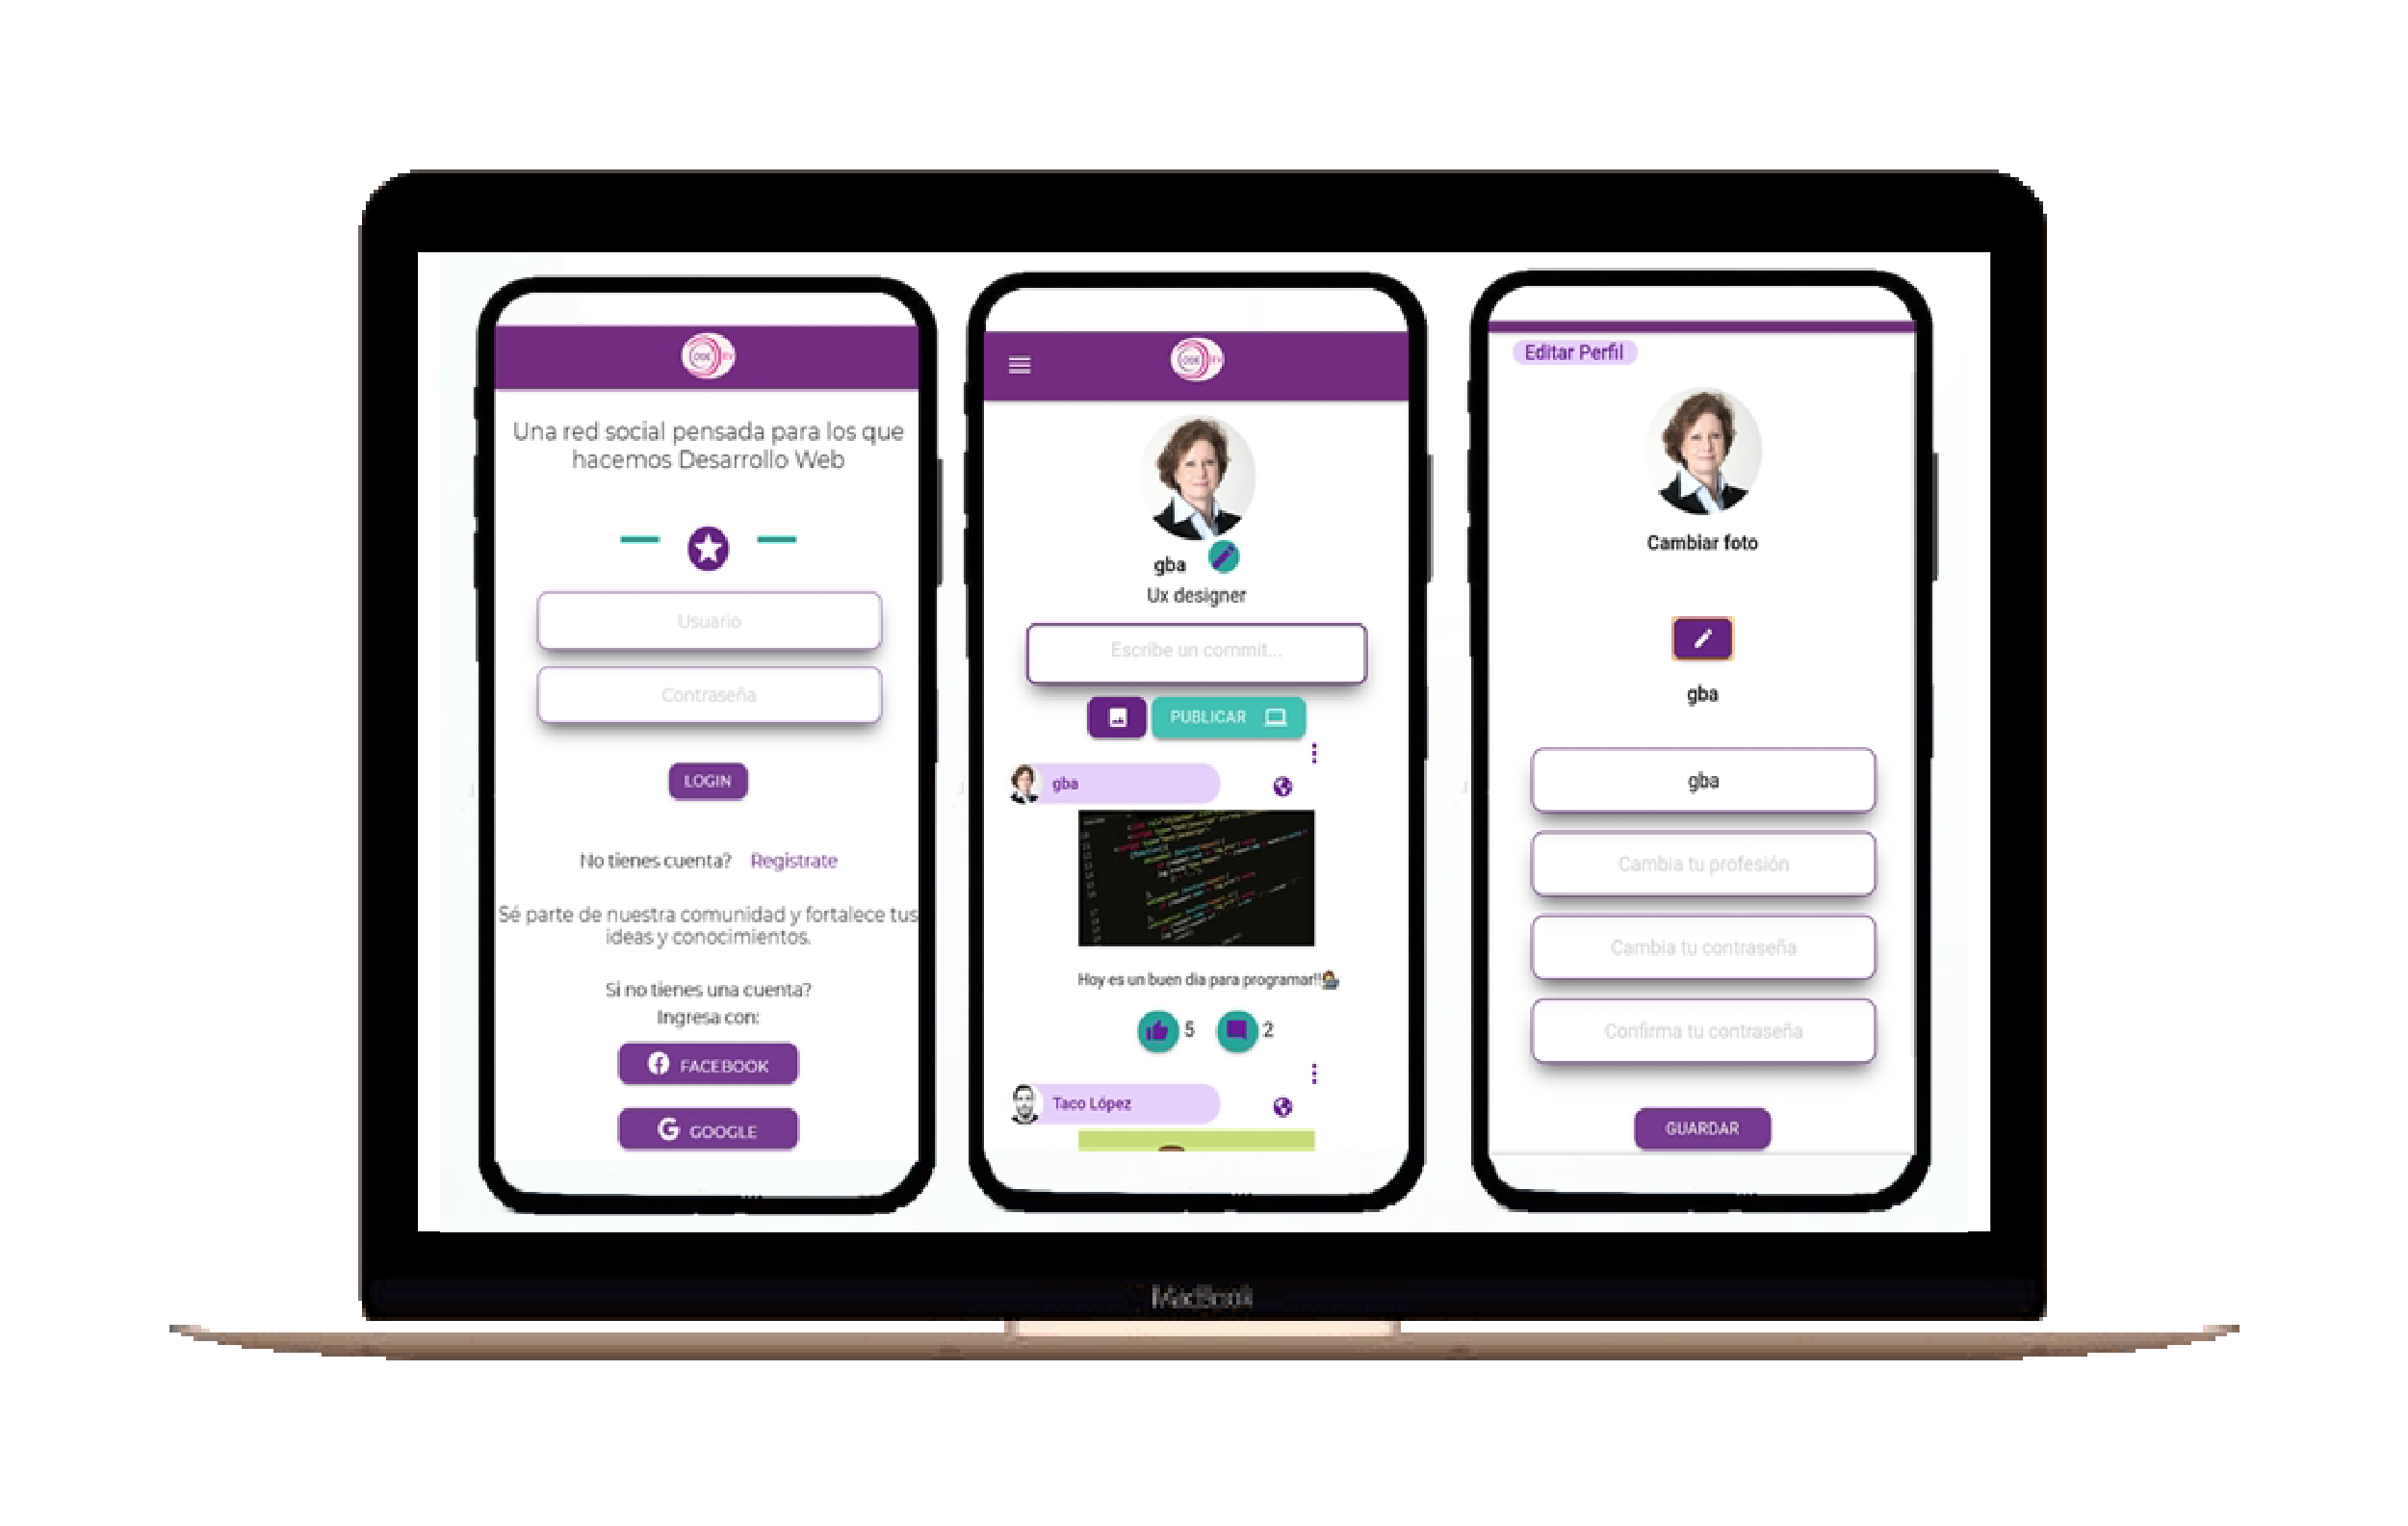 Una red social pensada para los que
hacemos Desarrollo Web
Usuario
Contraseña
LOGIN
No tienes cuenta? Registrate
Sé parte de nuestra comunidad y fortalece tus
ideas y conocimientos.
Si no tienes una cuenta?
Ingresa con:
FACEBOOK
GOOGLE
gba
Ux designer
Escribe un commit...
PUBLICAR
gba
Hoy es un buen dia para programar!!
5 2
Taco López
Editar Perfil
Cambiar foto
gba
gba
Cambia tu profesión
Cambia tu contraseña
Confirma tu contraseña
GUARDAR
MacBook